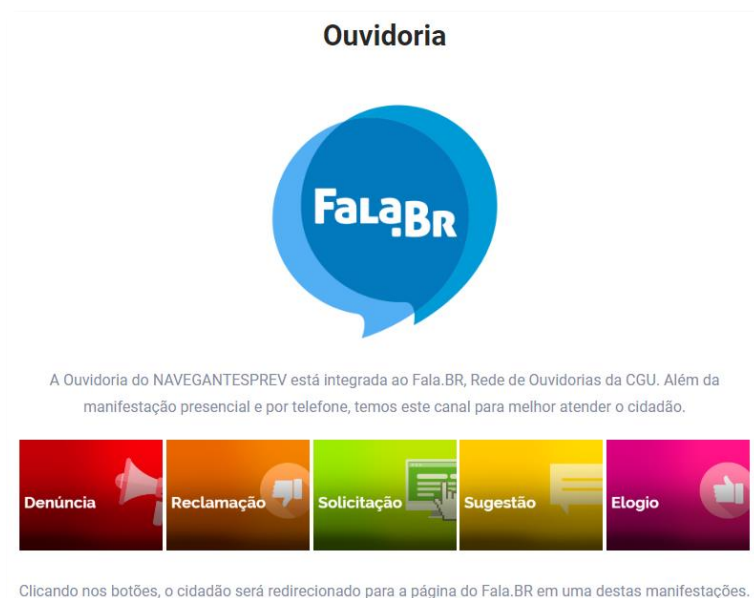 Ouvidoria
Fala.BR
A Ouvidoria do NAVEGANTESPREV está integrada ao Fala.BR, Rede de Ouvidorias da CGU. Além da
manifestação presencial e por telefone, temos este canal para melhor atender o cidadão.
Denúncia Reclamação Solicitação Sugestão Elogio
Clicando nos botões, o cidadão será redirecionado para a página do Fala.BR em uma destas manifestações.